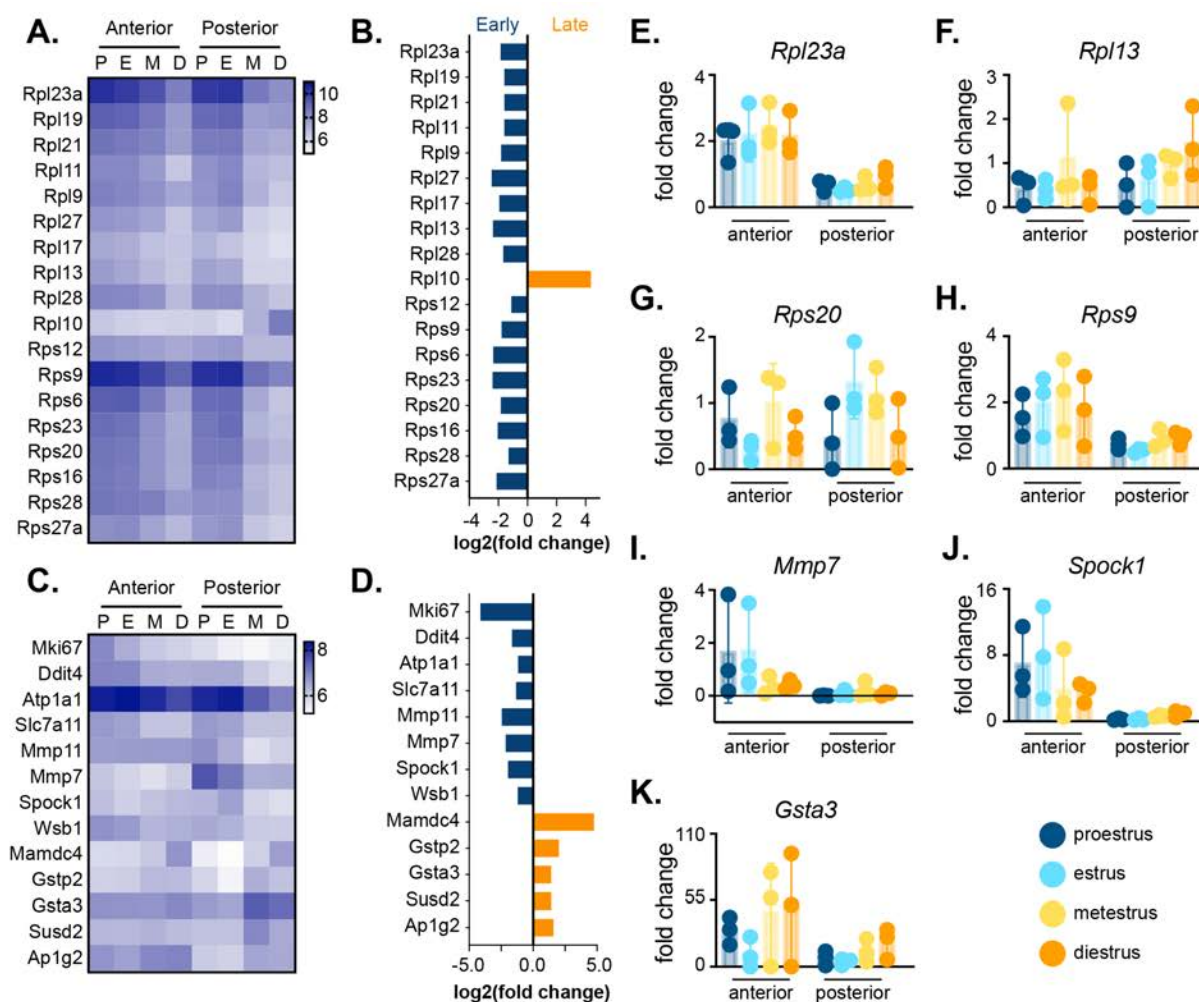 A.
Anterior Posterior
P E M D P E M D
Rpl23a
Rpl19
Rpl21
Rpl11
Rpl9
Rpl27
Rpl17
Rpl13
Rpl28
Rpl10
Rps12
Rps9
Rps6
Rps23
Rps20
Rps16
Rps28
Rps27a
10
8
6
B.
Early Late
Rpl23a
Rpl19
Rpl21
Rpl11
Rpl9
Rpl27
Rpl17
Rpl13
Rpl28
Rpl10
Rps12
Rps9
Rps6
Rps23
Rps20
Rps16
Rps28
Rps27a
-4 -2 0 2 4
log2(fold change)
C.
Anterior Posterior
P E M D P E M D
Mki67
Ddit4
Atp1a1
Slc7a11
Mmp11
Mmp7
Spock1
Wsb1
Mamdc4
Gstp2
Gsta3
Susd2
Ap1g2
8
6
D.
Mki67
Ddit4
Atp1a1
Slc7a11
Mmp11
Mmp7
Spock1
Wsb1
Mamdc4
Gstp2
Gsta3
Susd2
Ap1g2
-5.0 0.0 5.0
log2(fold change)
E.
Rpl23a
fold change
4
2
0
anterior posterior
F.
Rpl13
fold change
3
2
1
0
anterior posterior
G.
Rps20
fold change
2
1
0
anterior posterior
H.
Rps9
fold change
4
2
0
anterior posterior
I.
Mmp7
fold change
4
2
0
anterior posterior
J.
Spock1
fold change
16
8
0
anterior posterior
K.
Gsta3
fold change
110
55
0
anterior posterior
proestrus
estrus
metestrus
diestrus